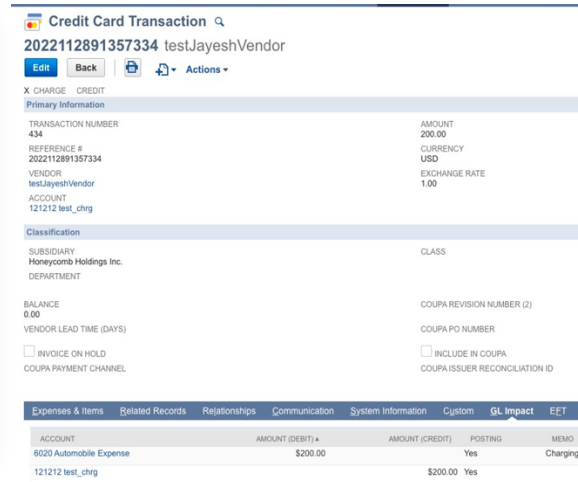 Credit Card Transaction
2022112891357334 testJayeshVendor
Edit Back Actions
X CHARGE CREDIT
Primary Information
TRANSACTION NUMBER
434
REFERENCE #
2022112891357334
VENDOR
testJayeshVendor
ACCOUNT
121212 test_chrg
AMOUNT
200.00
CURRENCY
USD
EXCHANGE RATE
1.00
Classification
SUBSIDIARY
Honeycomb Holdings Inc.
DEPARTMENT
CLASS
BALANCE
0.00
VENDOR LEAD TIME (DAYS)
INVOICE ON HOLD
COUPA PAYMENT CHANNEL
COUPA REVISION NUMBER (2)
COUPA PO NUMBER
INCLUDE IN COUPA
COUPA ISSUER RECONCILIATION ID
Expenses & Items Related Records Relationships Communication System Information Custom GL Impact EFT
ACCOUNT AMOUNT (DEBIT) AMOUNT (CREDIT) POSTING MEMO
6020 Automobile Expense $200.00 Yes Charging
121212 test_chrg $200.00 Yes